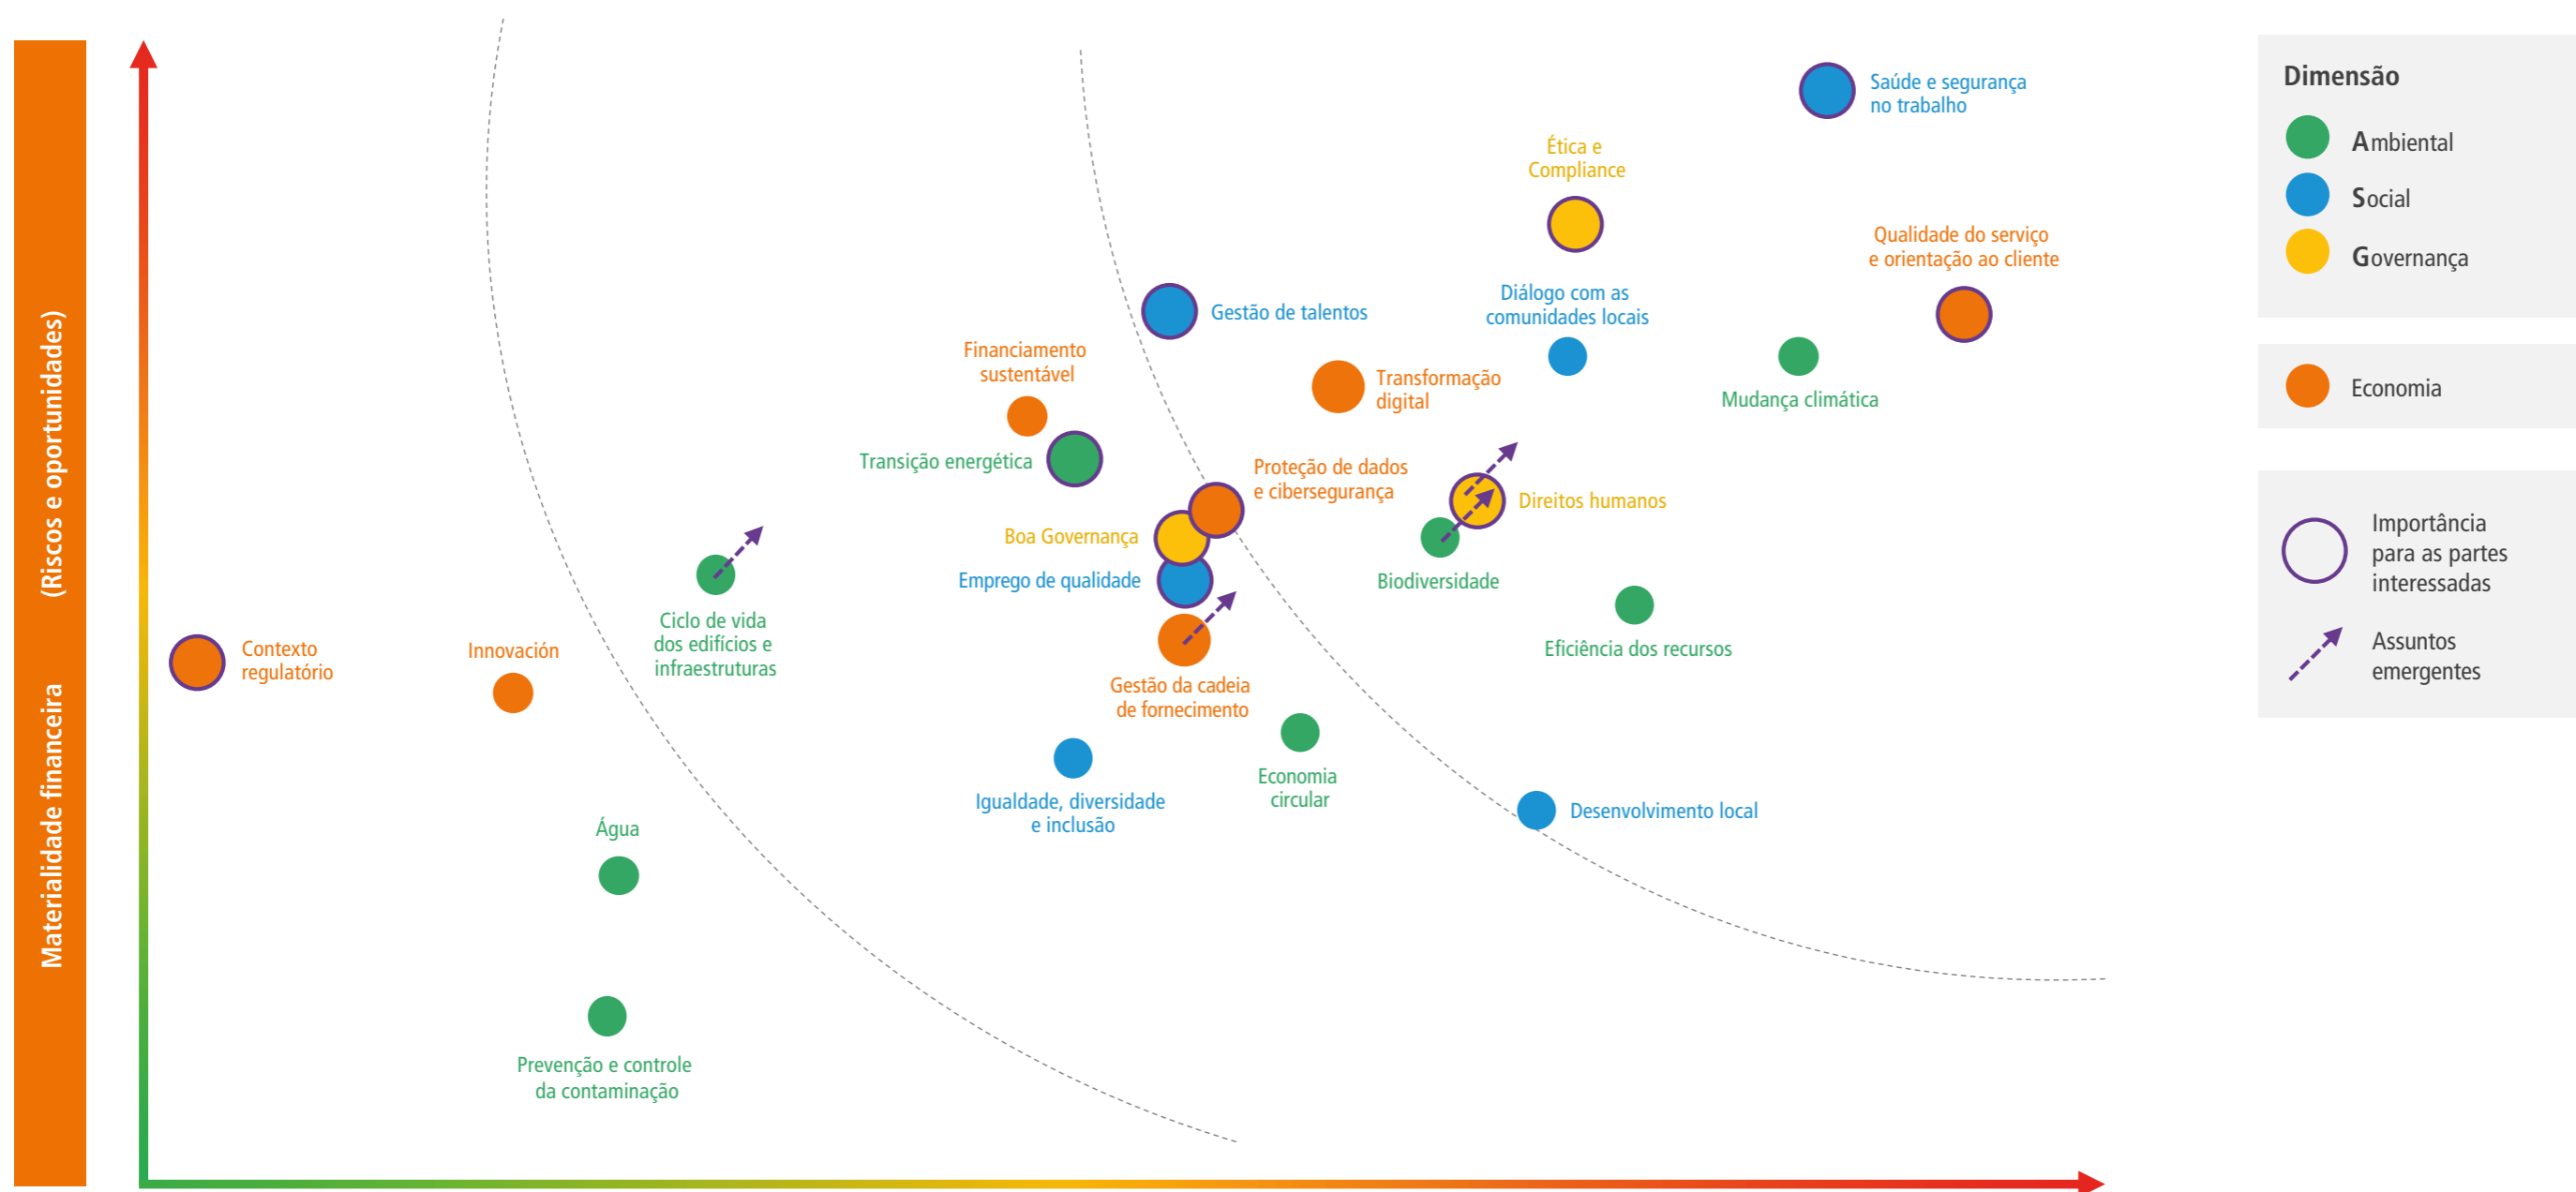 Materialidade financeira (Riscos e oportunidades)
Saúde e segurança
no trabalho
Ética e
Compliance
Qualidade do serviço
e orientação ao cliente
Diálogo com as
comunidades locais
Gestão de talentos
Financiamento
sustentável
Transformação
digital
Mudança climática
Transição energética
Proteção de dados
e cibersegurança
Direitos humanos
Boa Governança
Emprego de qualidade
Biodiversidade
Ciclo de vida
dos edifícios e
infraestruturas
Eficiência dos recursos
Contexto
regulatório
Innovación
Gestão da cadeia
de fornecimento
Economia
circular
Igualdade, diversidade
e inclusão
Desenvolvimento local
Água
Prevenção e controle
da contaminação
Dimensão
Ambiental
Social
Governança
Economia
Importância
para as partes
interessadas
Assuntos
emergentes